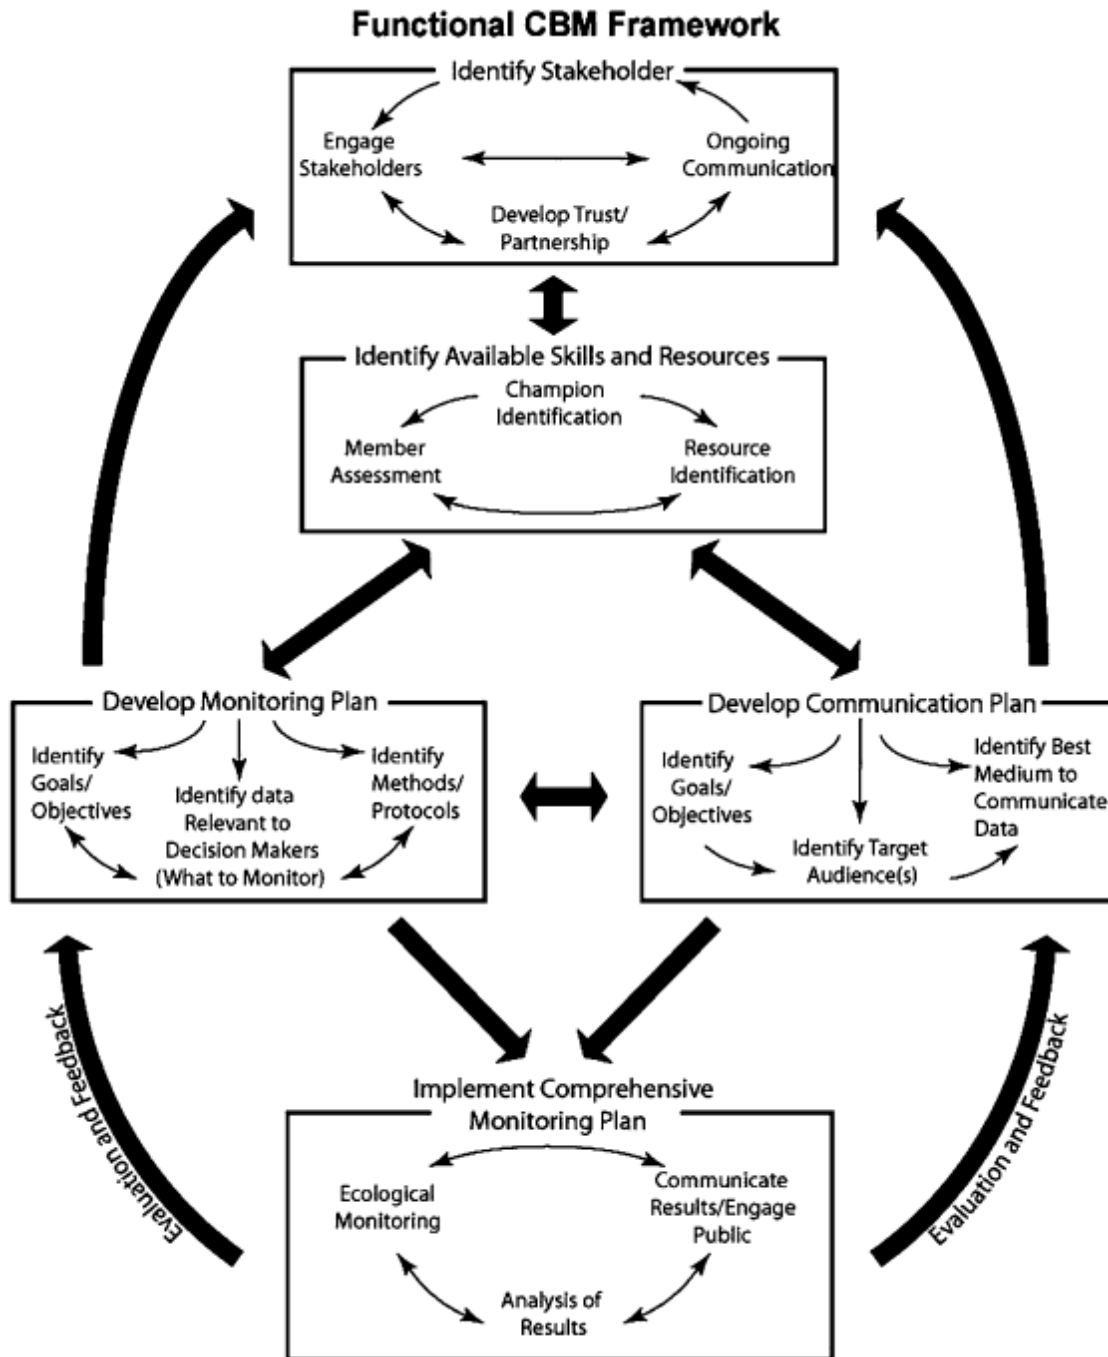 Functional CBM Framework
Identify Stakeholder
Engage
Stakeholders
Ongoing
Communication
Develop Trust/
Partnership
Identify Available Skills and Resources
Champion
Identification
Member
Assessment
Resource
Identification
Develop Monitoring Plan
Identify
Goals/
Objectives
Identify data
Relevant to
Decision Makers
(What to Monitor)
Identify
Methods/
Protocols
Develop Communication Plan
Identify
Goals/
Objectives
Identify Target
Audience(s)
Identify Best
Medium to
Communicate
Data
Evaluation and Feedback
Evaluation and Feedback
Implement Comprehensive
Monitoring Plan
Ecological
Monitoring
Communicate
Results/Engage
Public
Analysis of
Results